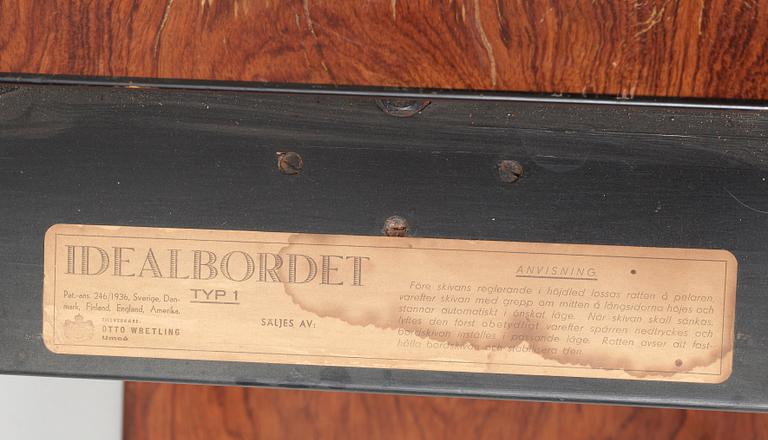 IDEALBORDET
TYP 1
Pat.-ans. 246/1936, Sverige, Dan-
mark, Finland, England, Amerika.
TILLVERKARE:
OTTO WRETLING
Umeå
SÄLJES AV:
ANVISNING
Före skivans reglerande i höjdled lossas ratten å pelaren,
varefter skivan med grepp om mitten å långsidorna höjes och
stannar automatiskt i önskat läge. När skivan skall sänkas,
lyftes den först obetydligt varefter spärren nedtryckes och
bordskivan inställes i passande läge. Ratten avser att fast-
hålla bordskivan och stabilisera den.